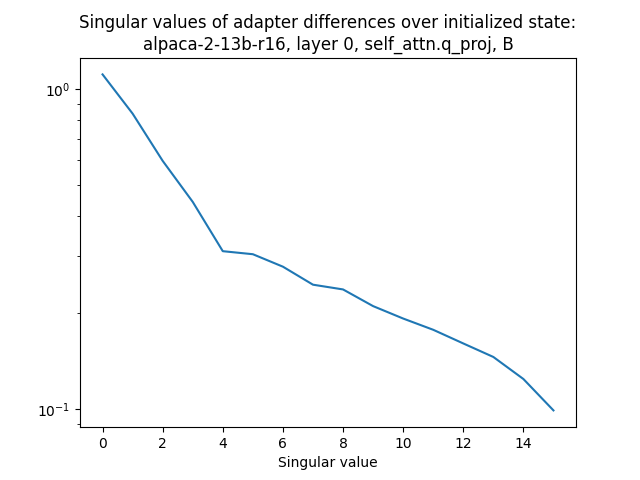 Singular values of adapter differences over initialized state:
alpaca-2-13b-r16, layer 0, self_attn.q_proj, B
10⁰
10⁻¹
0 2 4 6 8 10 12 14
Singular value